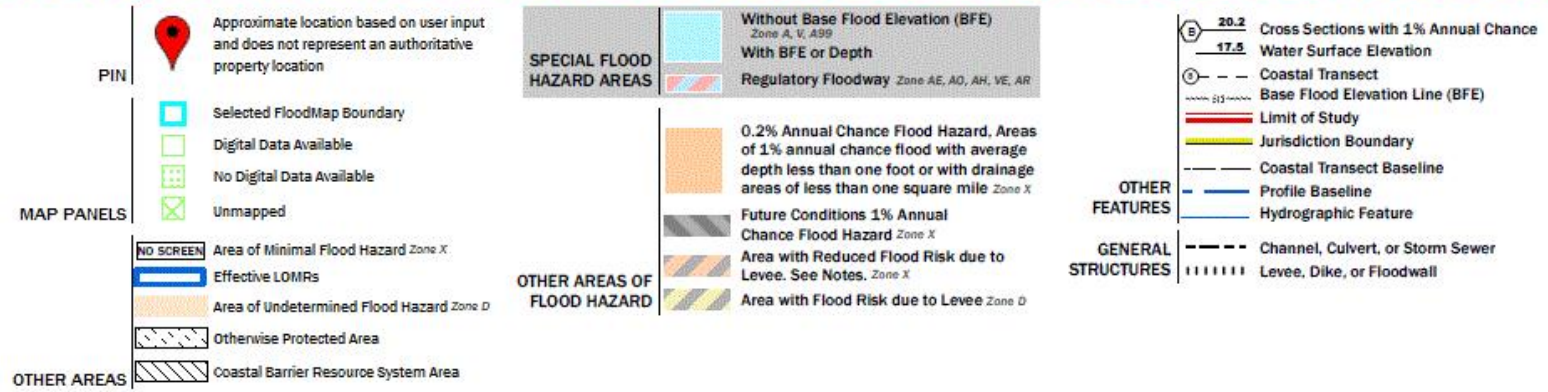 PIN
Approximate location based on user input
and does not represent an authoritative
property location
MAP PANELS
Selected FloodMap Boundary
Digital Data Available
No Digital Data Available
Unmapped
OTHER AREAS
NO SCREEN Area of Minimal Flood Hazard Zone X
Effective LOMRs
Area of Undetermined Flood Hazard Zone D
Otherwise Protected Area
Coastal Barrier Resource System Area
SPECIAL FLOOD
HAZARD AREAS
Without Base Flood Elevation (BFE)
Zone A, V, A99
With BFE or Depth
Regulatory Floodway Zone AE, AO, AH, VE, AR
OTHER AREAS OF
FLOOD HAZARD
0.2% Annual Chance Flood Hazard, Areas
of 1% annual chance flood with average
depth less than one foot or with drainage
areas of less than one square mile Zone X
Future Conditions 1% Annual
Chance Flood Hazard Zone X
Area with Reduced Flood Risk due to
Levee. See Notes. Zone X
Area with Flood Risk due to Levee Zone D
OTHER
FEATURES
B 20.2 Cross Sections with 1% Annual Chance
17.5 Water Surface Elevation
8 Coastal Transect
513 Base Flood Elevation Line (BFE)
Limit of Study
Jurisdiction Boundary
Coastal Transect Baseline
Profile Baseline
Hydrographic Feature
GENERAL
STRUCTURES
Channel, Culvert, or Storm Sewer
Levee, Dike, or Floodwall